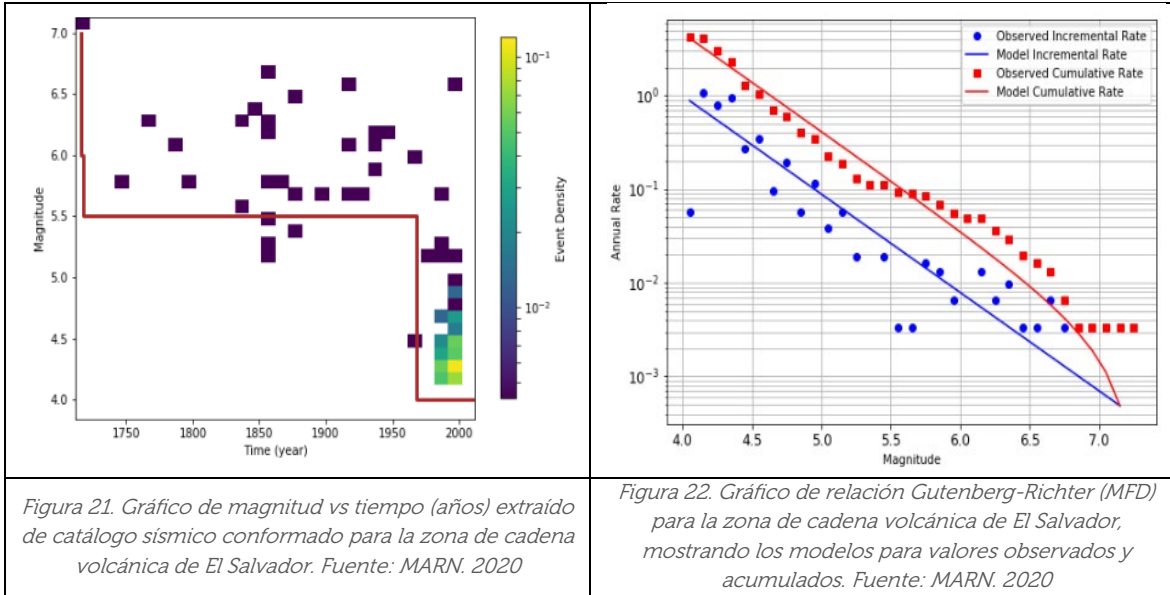 7.0
6.5
6.0
5.5
5.0
4.5
4.0
Magnitude
1750
1800
1850
1900
1950
2000
Time (year)
10⁻¹
10⁻²
Event Density
Observed Incremental Rate
Model Incremental Rate
Observed Cumulative Rate
Model Cumulative Rate
10⁰
10⁻¹
10⁻²
10⁻³
Annual Rate
4.0
4.5
5.0
5.5
6.0
6.5
7.0
Magnitude
Figura 21. Gráfico de magnitud vs tiempo (años) extraído
de catálogo sísmico conformado para la zona de cadena
volcánica de El Salvador. Fuente: MARN. 2020
Figura 22. Gráfico de relación Gutenberg-Richter (MFD)
para la zona de cadena volcánica de El Salvador,
mostrando los modelos para valores observados y
acumulados. Fuente: MARN. 2020